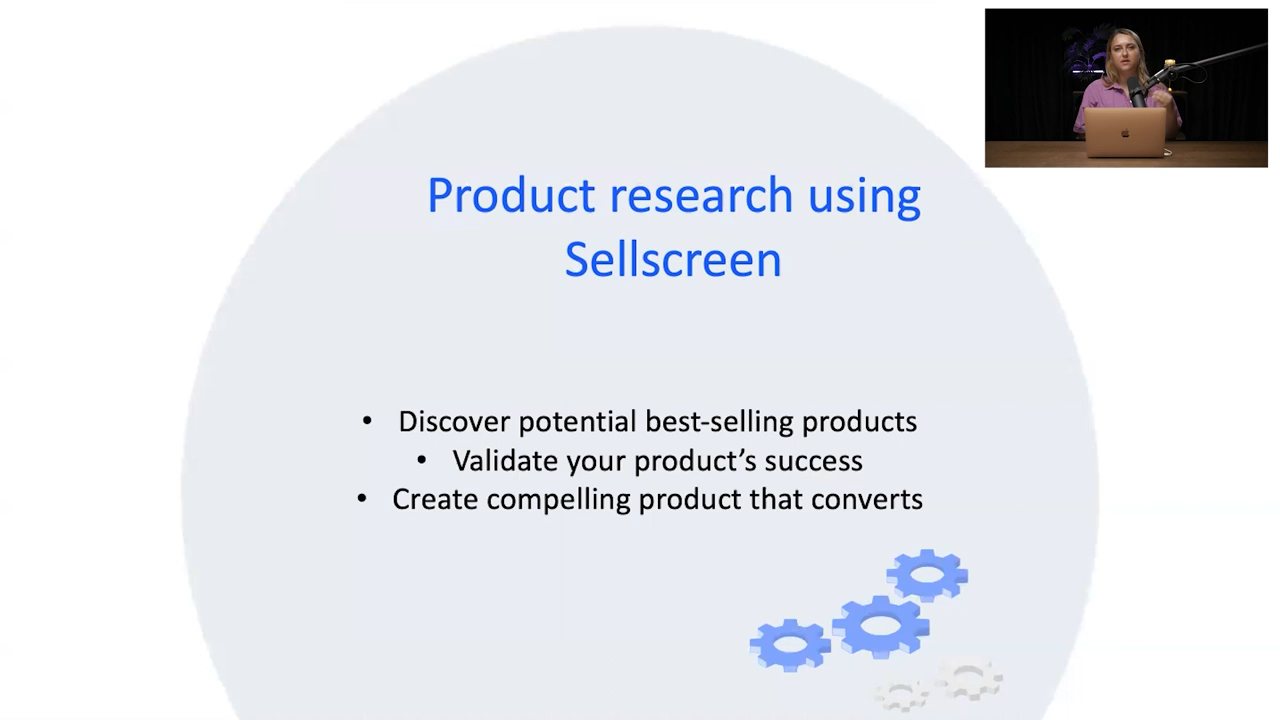 Product research using
Sellscreen
• Discover potential best-selling products
• Validate your product’s success
• Create compelling product that converts